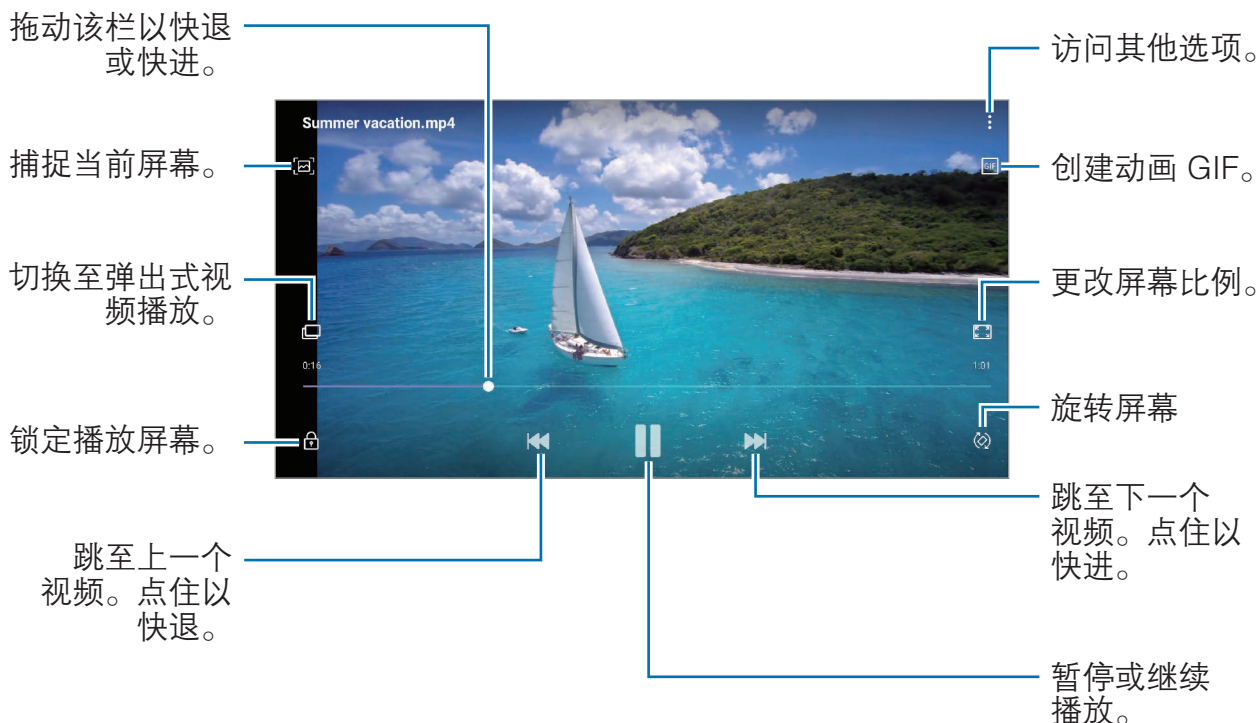 拖动该栏以快退
或快进。
访问其他选项。
Summer vacation.mp4
捕捉当前屏幕。
创建动画 GIF。
GIF
切换至弹出式视
频播放。
更改屏幕比例。
0:16
1:01
锁定播放屏幕。
旋转屏幕
跳至上一个
视频。点住以
快退。
跳至下一个
视频。点住以
快进。
暂停或继续
播放。